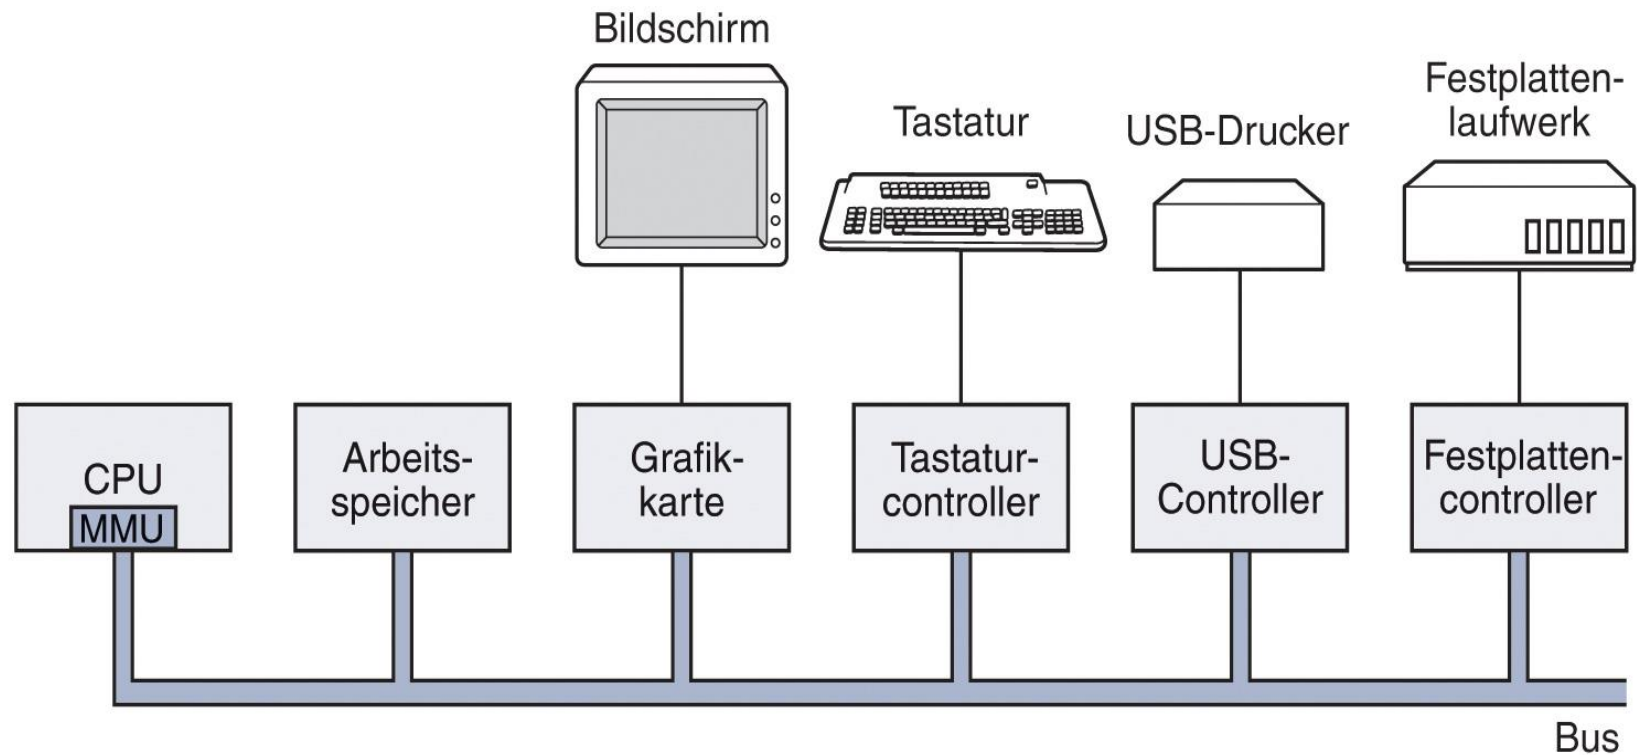 Bildschirm
Tastatur
USB-Drucker
Festplatten-
laufwerk
CPU
MMU
Arbeits-
speicher
Grafik-
karte
Tastatur-
controller
USB-
Controller
Festplatten-
controller
Bus